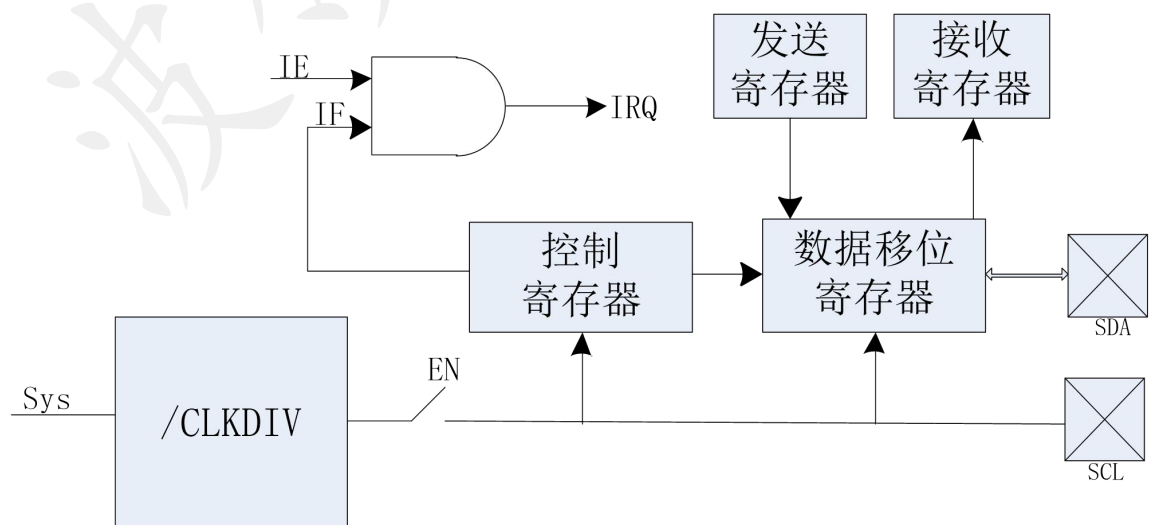 发送
寄存器
接收
寄存器
IE
IF
IRQ
控制
寄存器
数据移位
寄存器
SDA
Sys
/CLKDIV
EN
SCL
波